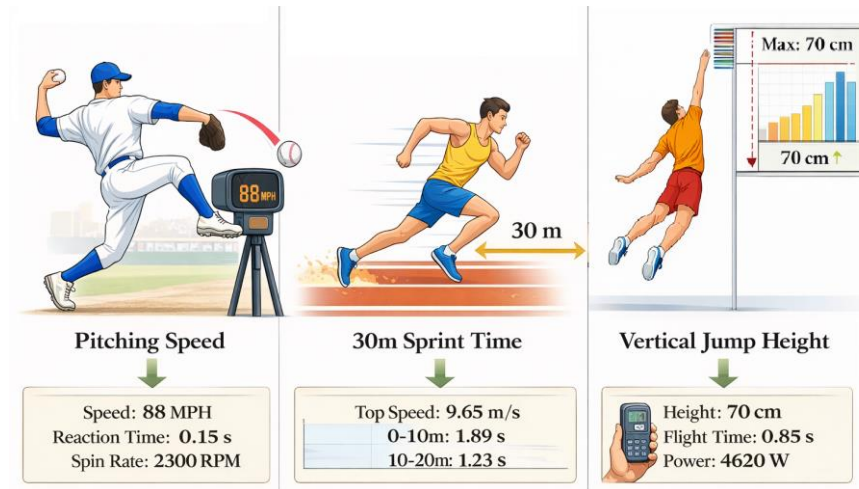 88 MPH
30 m
Max: 70 cm
70 cm ↑
Pitching Speed
30m Sprint Time
Vertical Jump Height
Speed: 88 MPH
Reaction Time: 0.15 s
Spin Rate: 2300 RPM
Top Speed: 9.65 m/s
0-10m: 1.89 s
10-20m: 1.23 s
Height: 70 cm
Flight Time: 0.85 s
Power: 4620 W